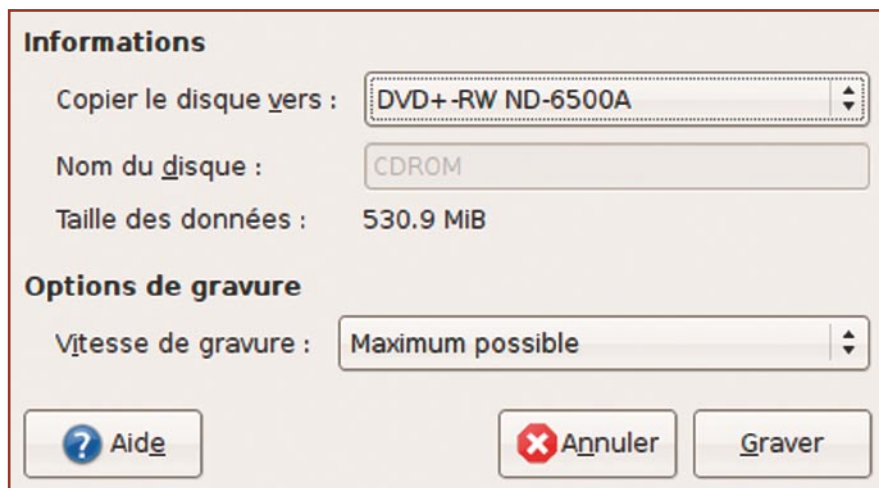 Informations
Copier le disque vers : DVD+-RW ND-6500A
Nom du disque : CDROM
Taille des données : 530.9 MiB
Options de gravure
Vitesse de gravure : Maximum possible
Aide Annuler Graver